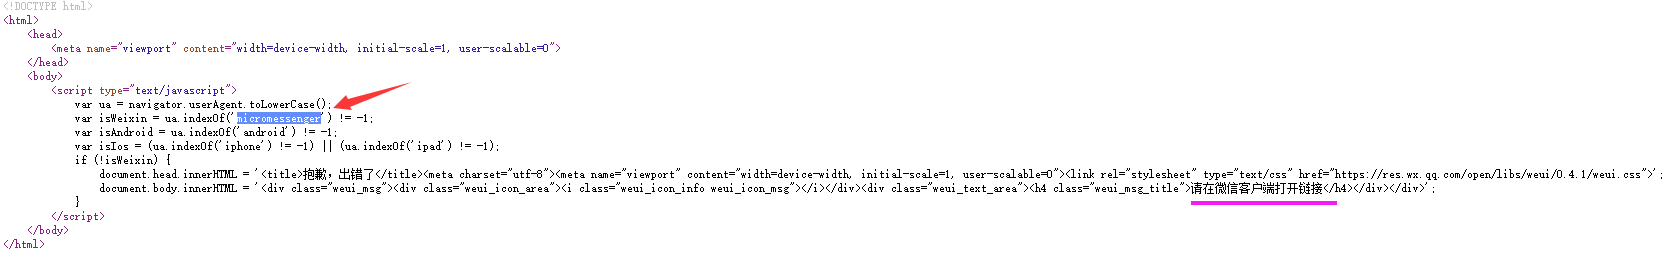 <!DOCTYPE html>
<html>
<head>
<meta name="viewport" content="width=device-width, initial-scale=1, user-scalable=0">
</head>
<body>
<script type="text/javascript">
var ua = navigator.userAgent.toLowerCase();
var isWeixin = ua.indexOf('micromessenger') != -1;
var isAndroid = ua.indexOf('android') != -1;
var isIos = (ua.indexOf('iphone') != -1) || (ua.indexOf('ipad') != -1);
if (!isWeixin) {
document.head.innerHTML = '<title>抱歉，出错了</title><meta charset="utf-8"><meta name="viewport" content="width=device-width, initial-scale=1, user-scalable=0"><link rel="stylesheet" type="text/css" href="https://res.wx.qq.com/open/libs/weui/0.4.1/weui.css">';
document.body.innerHTML = '<div class="weui_msg"><div class="weui_icon_area"><i class="weui_icon_info weui_icon_msg"></i></div><div class="weui_text_area"><h4 class="weui_msg_title">请在微信客户端打开链接</h4></div></div>';
}
</script>
</body>
</html>